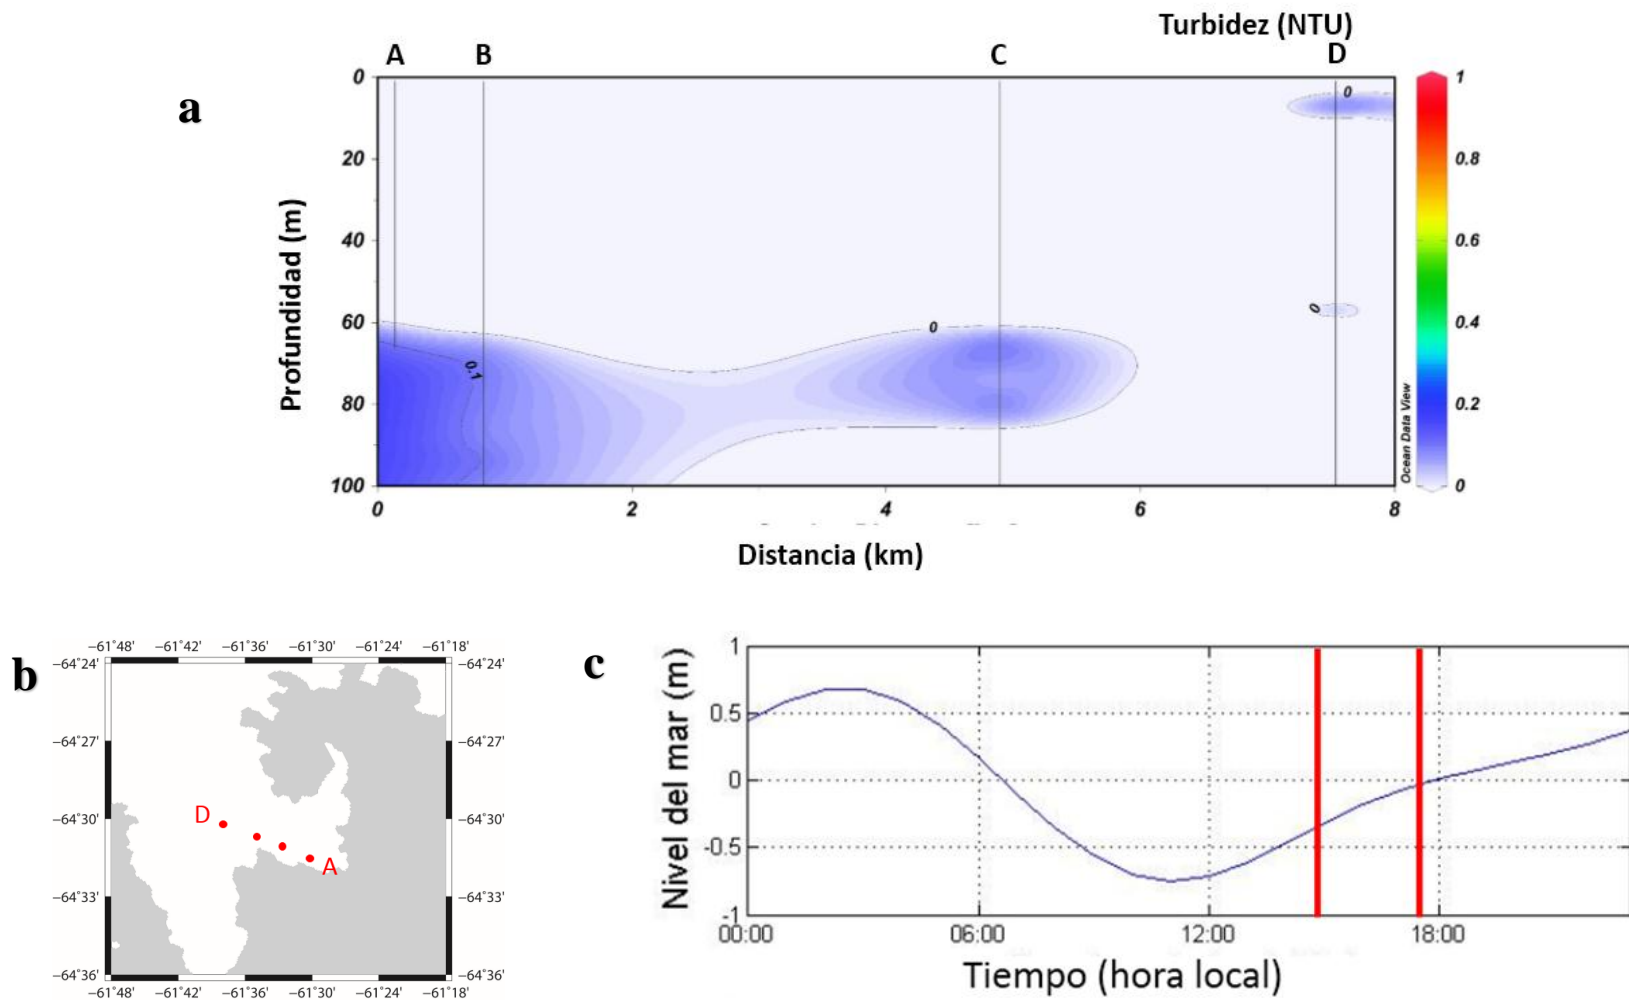 Turbidez (NTU)
A B C D
a
0
20
40
60
80
100
Profundidad (m)
0
0
0
0.1
0 2 4 6 8
Distancia (km)
1
0.8
0.6
0.4
0.2
0
Ocean Data View
b
−61˚48' −61˚42' −61˚36' −61˚30' −61˚24' −61˚18'
−64˚24' −64˚24'
−64˚27' −64˚27'
−64˚30' −64˚30'
−64˚33' −64˚33'
−64˚36' −64˚36'
D
A
−61˚48' −61˚42' −61˚36' −61˚30' −61˚24' −61˚18'
c
Nivel del mar (m)
1
0.5
0
-0.5
-1
00:00 06:00 12:00 18:00
Tiempo (hora local)